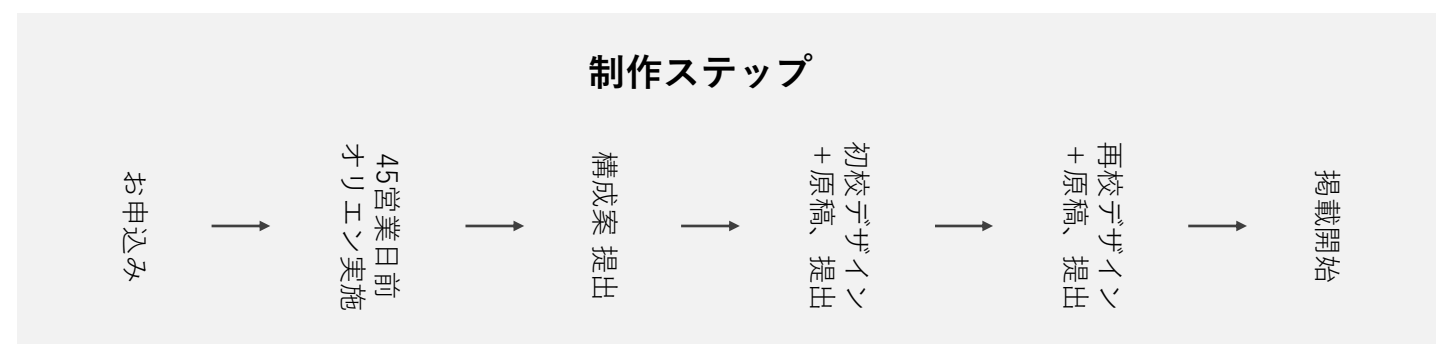 制作ステップ
お申込み
45営業日前
オリエン実施
構成案 提出
初校デザイン
＋原稿、提出
再校デザイン
＋原稿、提出
掲載開始